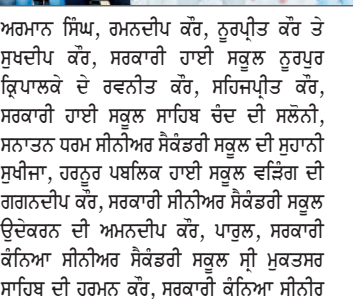 ਅਰਮਾਨ ਸਿੰਘ, ਰਮਨਦੀਪ ਕੌਰ, ਨੂਰਪ੍ਰੀਤ ਕੌਰ ਤੇ
ਸੁਖਦੀਪ ਕੌਰ, ਸਰਕਾਰੀ ਹਾਈ ਸਕੂਲ ਨੂਰਪੁਰ
ਕ੍ਰਿਪਾਲਕੇ ਦੇ ਰਵਨੀਤ ਕੌਰ, ਸਹਿਜਪ੍ਰੀਤ ਕੌਰ,
ਸਰਕਾਰੀ ਹਾਈ ਸਕੂਲ ਸਾਹਿਬ ਚੰਦ ਦੀ ਸਲੋਨੀ,
ਸਨਾਤਨ ਧਰਮ ਸੀਨੀਅਰ ਸੈਕੰਡਰੀ ਸਕੂਲ ਦੀ ਸੁਹਾਨੀ
ਸੁਖੀਜਾ, ਹਰਨੂਰ ਪਬਲਿਕ ਹਾਈ ਸਕੂਲ ਵੜਿੰਗ ਦੀ
ਗਗਨਦੀਪ ਕੌਰ, ਸਰਕਾਰੀ ਸੀਨੀਅਰ ਸੈਕੰਡਰੀ ਸਕੂਲ
ਉਦੇਕਰਨ ਦੀ ਅਮਨਦੀਪ ਕੌਰ, ਪਾਰੁਲ, ਸਰਕਾਰੀ
ਕੰਨਿਆ ਸੀਨੀਅਰ ਸੈਕੰਡਰੀ ਸਕੂਲ ਸ੍ਰੀ ਮੁਕਤਸਰ
ਸਾਹਿਬ ਦੀ ਹਰਮਨ ਕੌਰ, ਸਰਕਾਰੀ ਕੰਨਿਆ ਸੀਨੀਰ